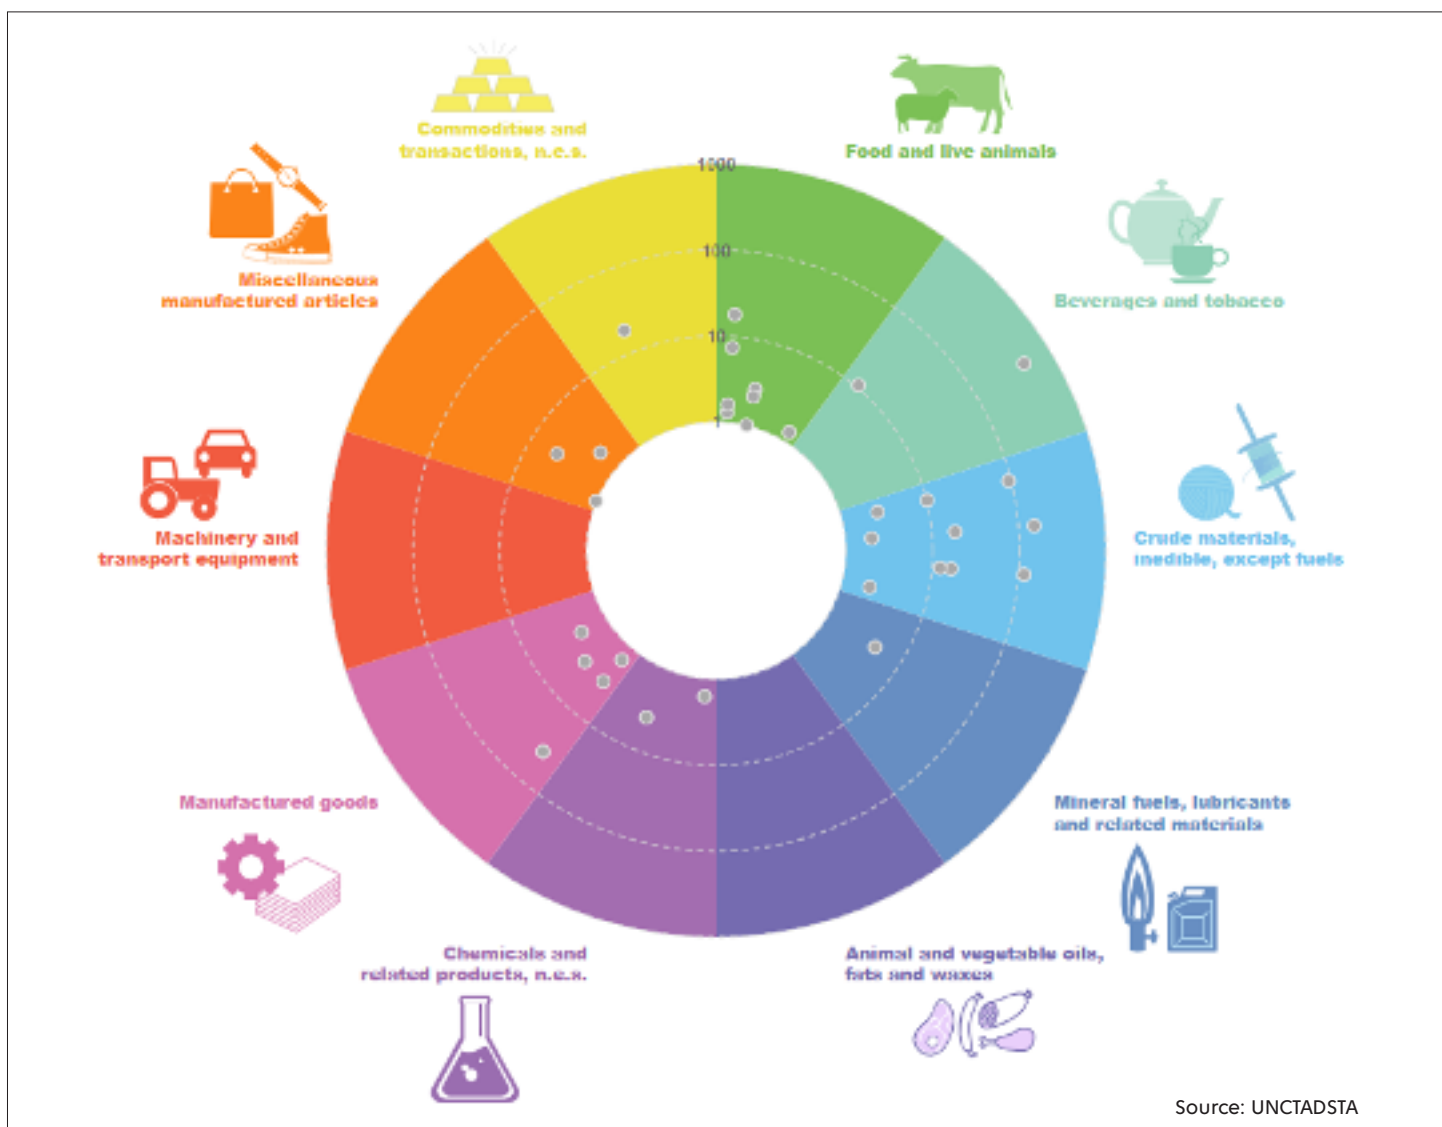 Commodities and
transactions, n.e.s.
Food and live animals
1000
Miscellaneous
manufactured articles
100
Beverages and tobacco
10
1
Machinery and
transport equipment
Crude materials,
inedible, except fuels
Manufactured goods
Mineral fuels, lubricants
and related materials
Chemicals and
related products, n.e.s.
Animal and vegetable oils,
fats and waxes
Source: UNCTADSTA